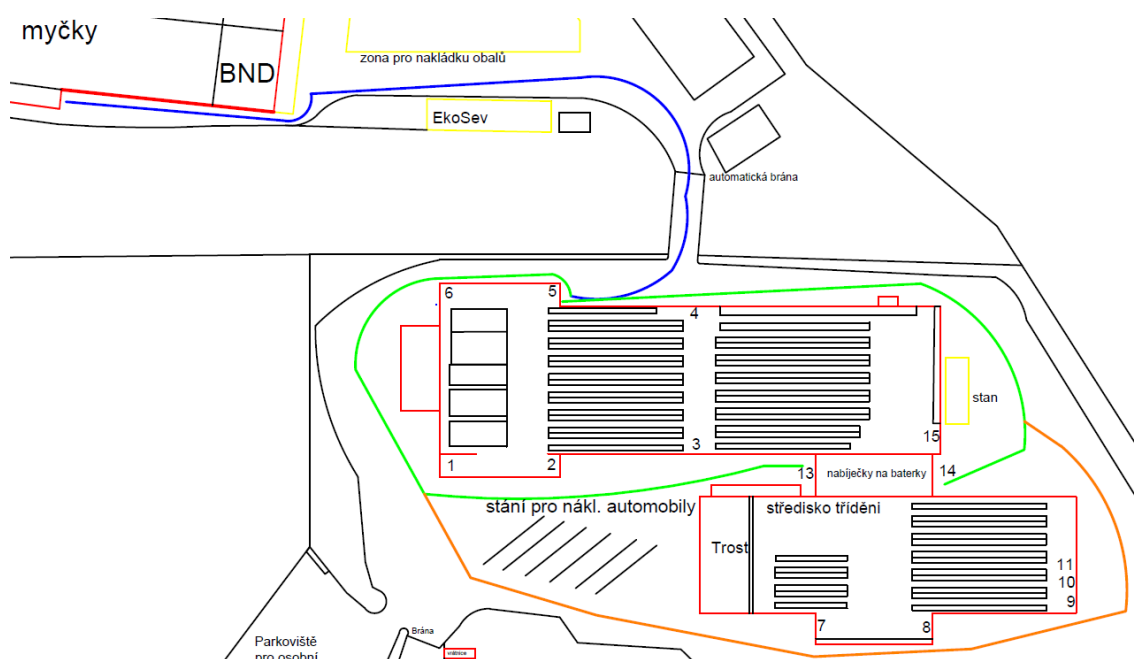 myčky
BND
zona pro nakládku obalů
EkoSev
automatická brána
6
5
4
stan
15
3
1
2
13
nabíječky na baterky
14
stání pro nákl. automobily
středisko třídění
Trost
11
10
9
7
8
Brána
vrátnice
Parkoviště
pro osobní